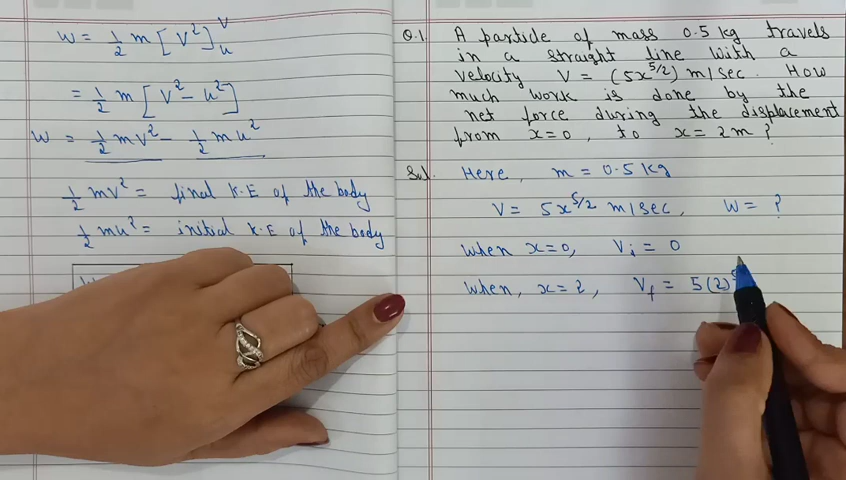 W = 1/2 m [V²]ᵥᵤ
= 1/2 m [V² - u²]
W = 1/2 mv² - 1/2 mu²
1/2 mv² = final K.E of the body
1/2 mu² = initial K.E of the body
Q.1. A particle of mass 0.5 kg travels
in a straight line with a
velocity V = (5x^5/2) m/sec. How
much work is done by the
net force during the displacement
from x=0, to x=2m?
Sol. Here, m = 0.5 kg
V = 5x^5/2 m/sec, W = ?
when x=0, Vi = 0
when, x=2, Vf = 5(2)